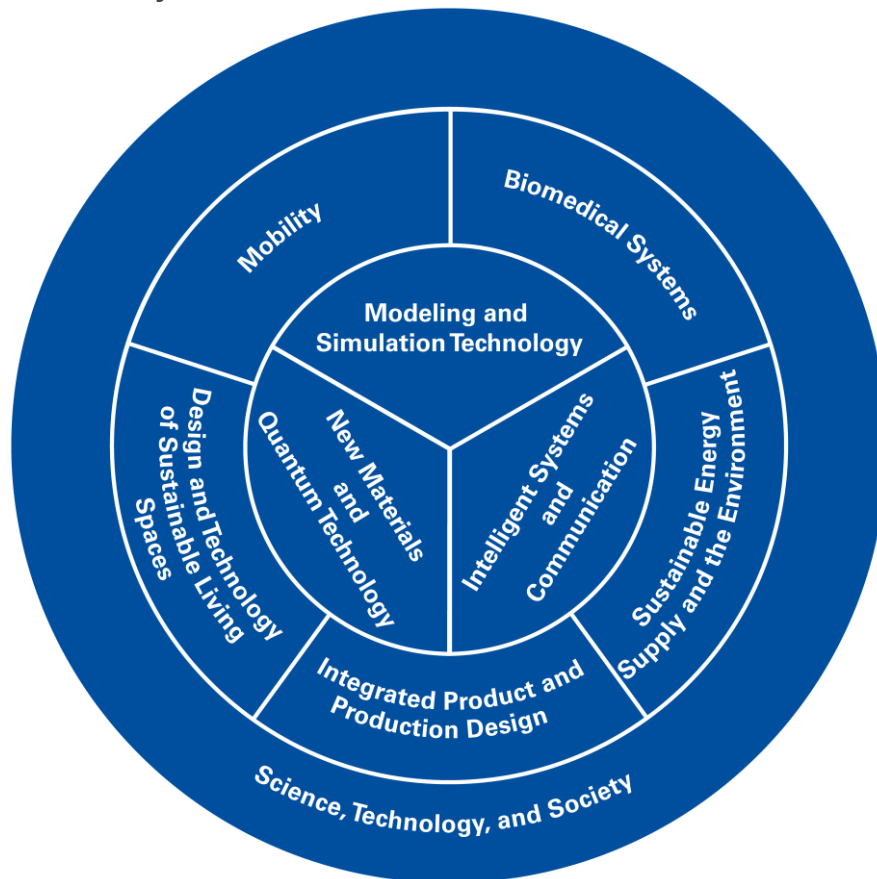 Mobility
Biomedical Systems
Modeling and
Simulation Technology
New Materials
and
Quantum Technology
Intelligent Systems
and
Communication
Design and Technology
of Sustainable Living
Spaces
Sustainable Energy
Supply and the Environment
Integrated Product and
Production Design
Science, Technology, and Society